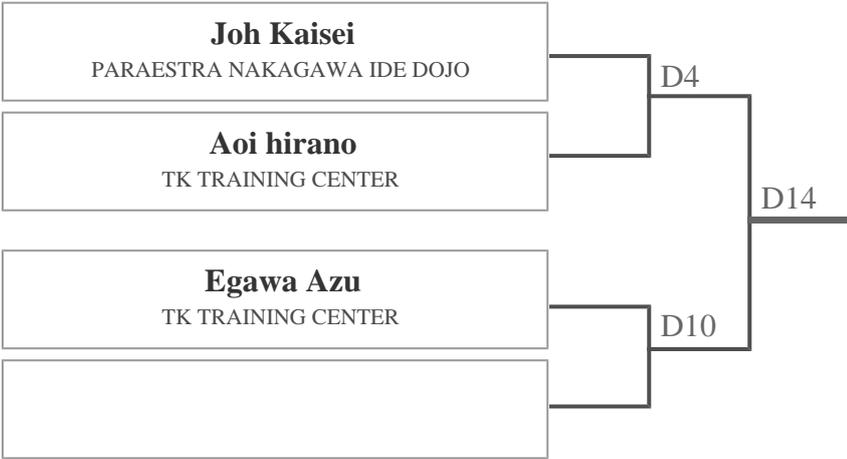 Joh Kaisei
PARAESTRA NAKAGAWA IDE DOJO
D4
Aoi hirano
TK TRAINING CENTER
D14
Egawa Azu
TK TRAINING CENTER
D10